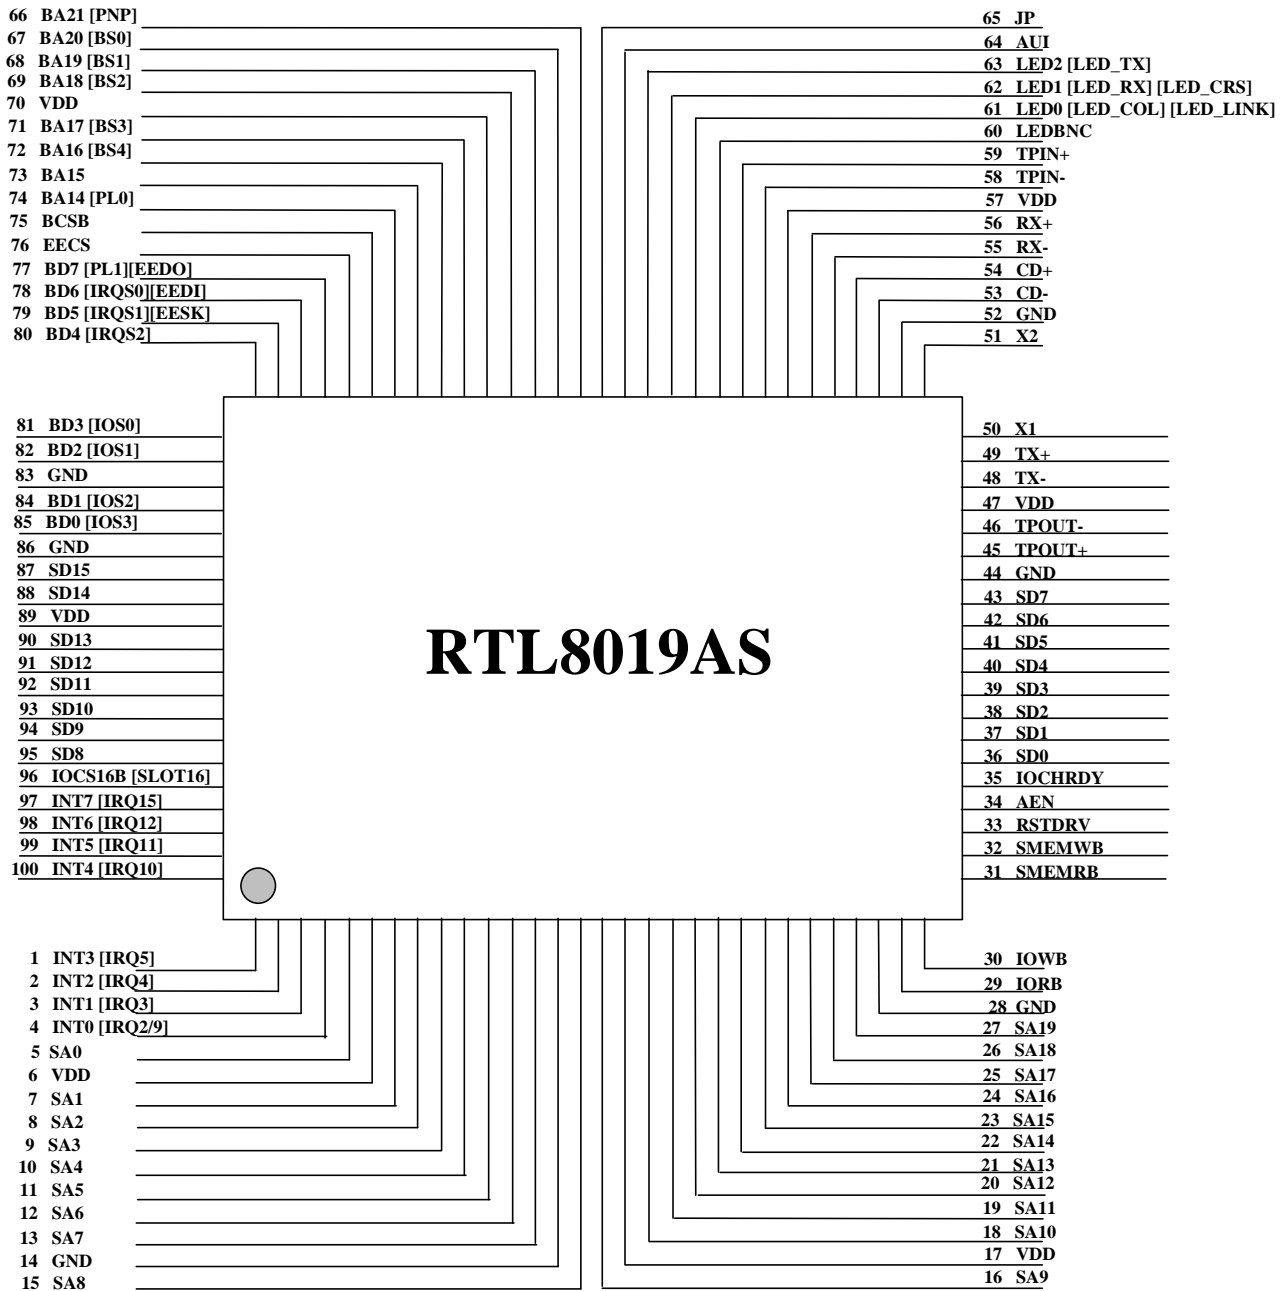 66 BA21 [PNP]
67 BA20 [BS0]
68 BA19 [BS1]
69 BA18 [BS2]
70 VDD
71 BA17 [BS3]
72 BA16 [BS4]
73 BA15
74 BA14 [PL0]
75 BCSB
76 EECS
77 BD7 [PL1][EEDO]
78 BD6 [IRQS0][EEDI]
79 BD5 [IRQS1][EESK]
80 BD4 [IRQS2]
65 JP
64 AUI
63 LED2 [LED_TX]
62 LED1 [LED_RX] [LED_CRS]
61 LED0 [LED_COL] [LED_LINK]
60 LEDBNC
59 TPIN+
58 TPIN-
57 VDD
56 RX+
55 RX-
54 CD+
53 CD-
52 GND
51 X2
81 BD3 [IOS0]
82 BD2 [IOS1]
83 GND
84 BD1 [IOS2]
85 BD0 [IOS3]
86 GND
87 SD15
88 SD14
89 VDD
90 SD13
91 SD12
92 SD11
93 SD10
94 SD9
95 SD8
96 IOCS16B [SLOT16]
97 INT7 [IRQ15]
98 INT6 [IRQ12]
99 INT5 [IRQ11]
100 INT4 [IRQ10]
RTL8019AS
50 X1
49 TX+
48 TX-
47 VDD
46 TPOUT-
45 TPOUT+
44 GND
43 SD7
42 SD6
41 SD5
40 SD4
39 SD3
38 SD2
37 SD1
36 SD0
35 IOCHRDY
34 AEN
33 RSTDRV
32 SMEMWB
31 SMEMRB
1 INT3 [IRQ5]
2 INT2 [IRQ4]
3 INT1 [IRQ3]
4 INT0 [IRQ2/9]
5 SA0
6 VDD
7 SA1
8 SA2
9 SA3
10 SA4
11 SA5
12 SA6
13 SA7
14 GND
15 SA8
30 IOWB
29 IORB
28 GND
27 SA19
26 SA18
25 SA17
24 SA16
23 SA15
22 SA14
21 SA13
20 SA12
19 SA11
18 SA10
17 VDD
16 SA9